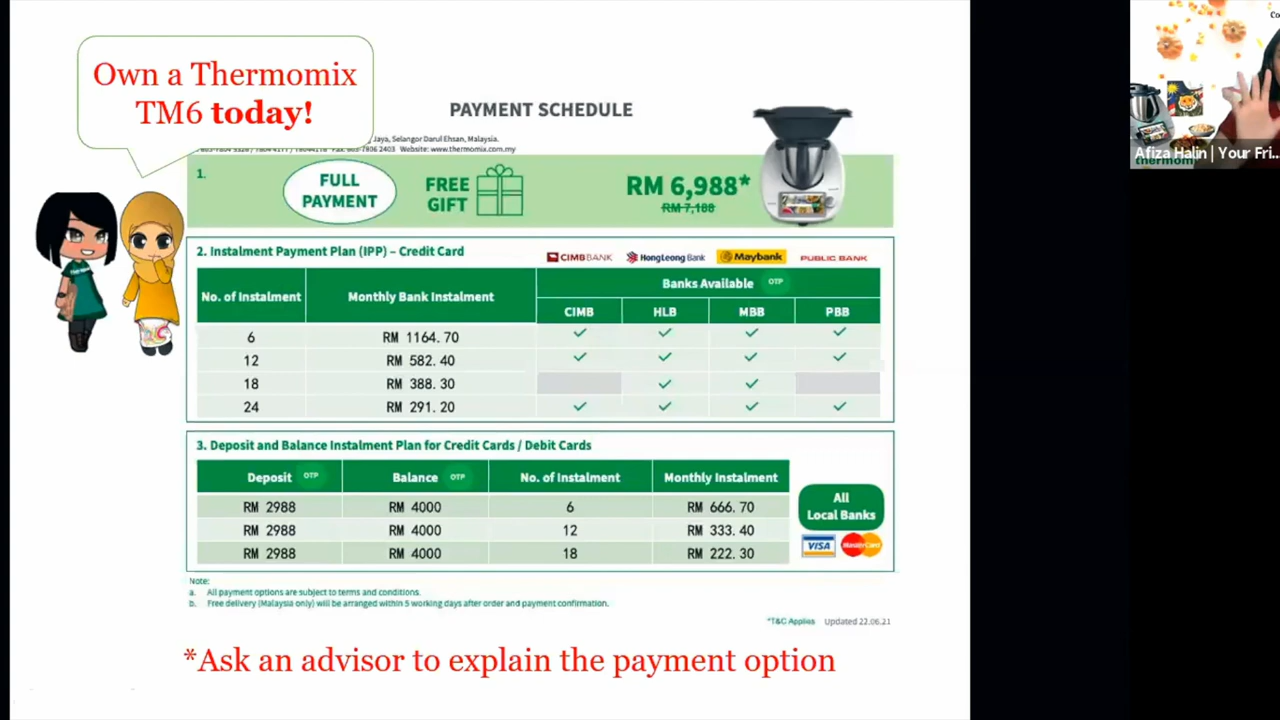 Own a Thermomix
TM6 today!
PAYMENT SCHEDULE
Jaya, Selangor Darul Ehsan, Malaysia.
2403 Website: www.thermomix.com.my
1.
FULL
PAYMENT
FREE
GIFT
RM 6,988*
RM 7,188
2. Instalment Payment Plan (IPP) – Credit Card
CIMB BANK HongLeong Bank Maybank PUBLIC BANK
No. of Instalment Monthly Bank Instalment Banks Available OTP
CIMB HLB MBB PBB
6 RM 1164.70 ✓ ✓ ✓ ✓
12 RM 582.40 ✓ ✓ ✓ ✓
18 RM 388.30 ✓ ✓
24 RM 291.20 ✓ ✓ ✓ ✓
3. Deposit and Balance Instalment Plan for Credit Cards / Debit Cards
Deposit OTP Balance OTP No. of Instalment Monthly Instalment
RM 2988 RM 4000 6 RM 666.70
RM 2988 RM 4000 12 RM 333.40
RM 2988 RM 4000 18 RM 222.30
All
Local Banks
VISA MasterCard
Note:
a. All payment options are subject to terms and conditions.
b. Free delivery (Malaysia only) will be arranged within 5 working days after order and payment confirmation.
*T&C Applies Updated 22.06.21
*Ask an advisor to explain the payment option
Co
Afiza Halin | Your Fri...
thermom